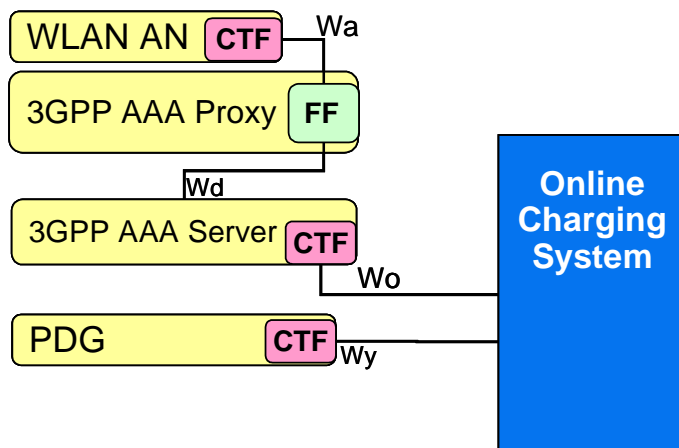 WLAN AN CTF Wa
3GPP AAA Proxy FF
Wd
3GPP AAA Server CTF
Wo
PDG CTF Wy
Online
Charging
System